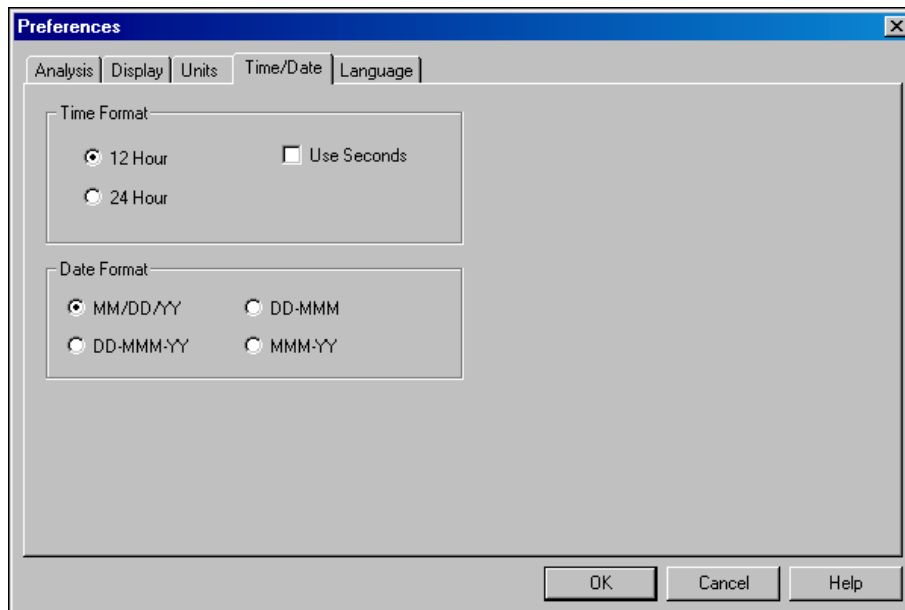 Preferences
Analysis Display Units Time/Date Language
Time Format
12 Hour Use Seconds
24 Hour
Date Format
MM/DD/YY DD-MMM
DD-MMM-YY MMM-YY
OK Cancel Help